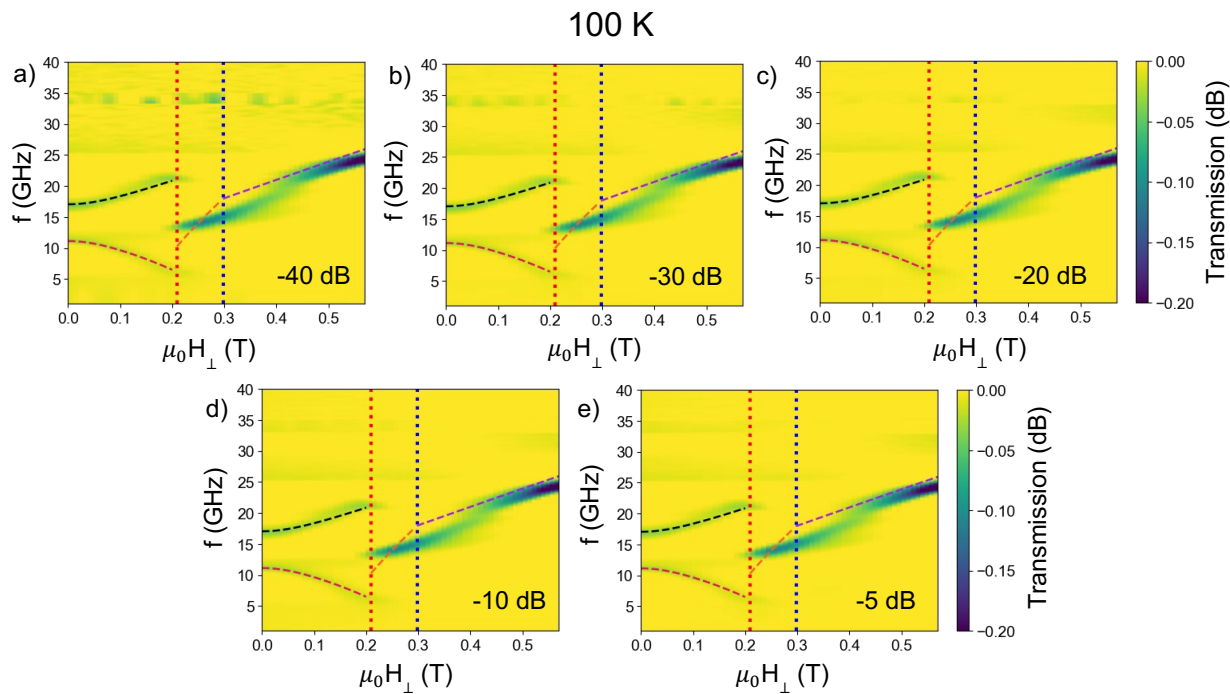 100 K
a)
f (GHz)
40
35
30
25
20
15
10
5
-40 dB
0.0 0.1 0.2 0.3 0.4 0.5
μ₀H⊥ (T)
b)
f (GHz)
40
35
30
25
20
15
10
5
-30 dB
0.0 0.1 0.2 0.3 0.4 0.5
μ₀H⊥ (T)
c)
f (GHz)
40
35
30
25
20
15
10
5
-20 dB
0.0 0.1 0.2 0.3 0.4 0.5
μ₀H⊥ (T)
0.00
−0.05
−0.10
−0.15
−0.20
Transmission (dB)
d)
f (GHz)
40
35
30
25
20
15
10
5
-10 dB
0.0 0.1 0.2 0.3 0.4 0.5
μ₀H⊥ (T)
e)
f (GHz)
40
35
30
25
20
15
10
5
-5 dB
0.0 0.1 0.2 0.3 0.4 0.5
μ₀H⊥ (T)
0.00
−0.05
−0.10
−0.15
−0.20
Transmission (dB)